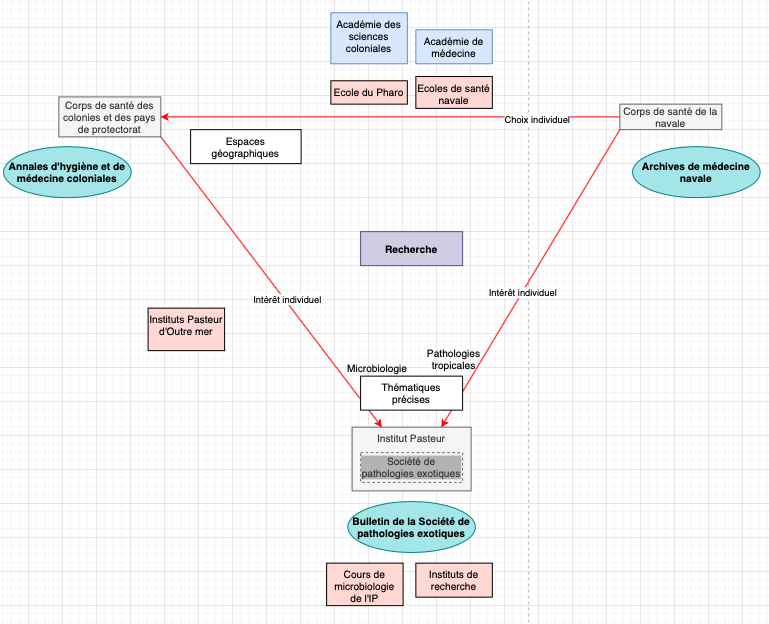 Académie des
sciences
coloniales
Académie de
médecine
Ecole du Pharo
Ecoles de santé
navale
Corps de santé des
colonies et des pays
de protectorat
Corps de santé de la
navale
Choix individuel
Espaces
géographiques
Annales d'hygiène et de
médecine coloniales
Archives de médecine
navale
Recherche
Intérêt individuel
Intérêt individuel
Instituts Pasteur
d'Outre mer
Microbiologie
Pathologies
tropicales
Thématiques
précises
Institut Pasteur
Société de
pathologies exotiques
Bulletin de la Société de
pathologies exotiques
Cours de
microbiologie
de l'IP
Instituts de
recherche